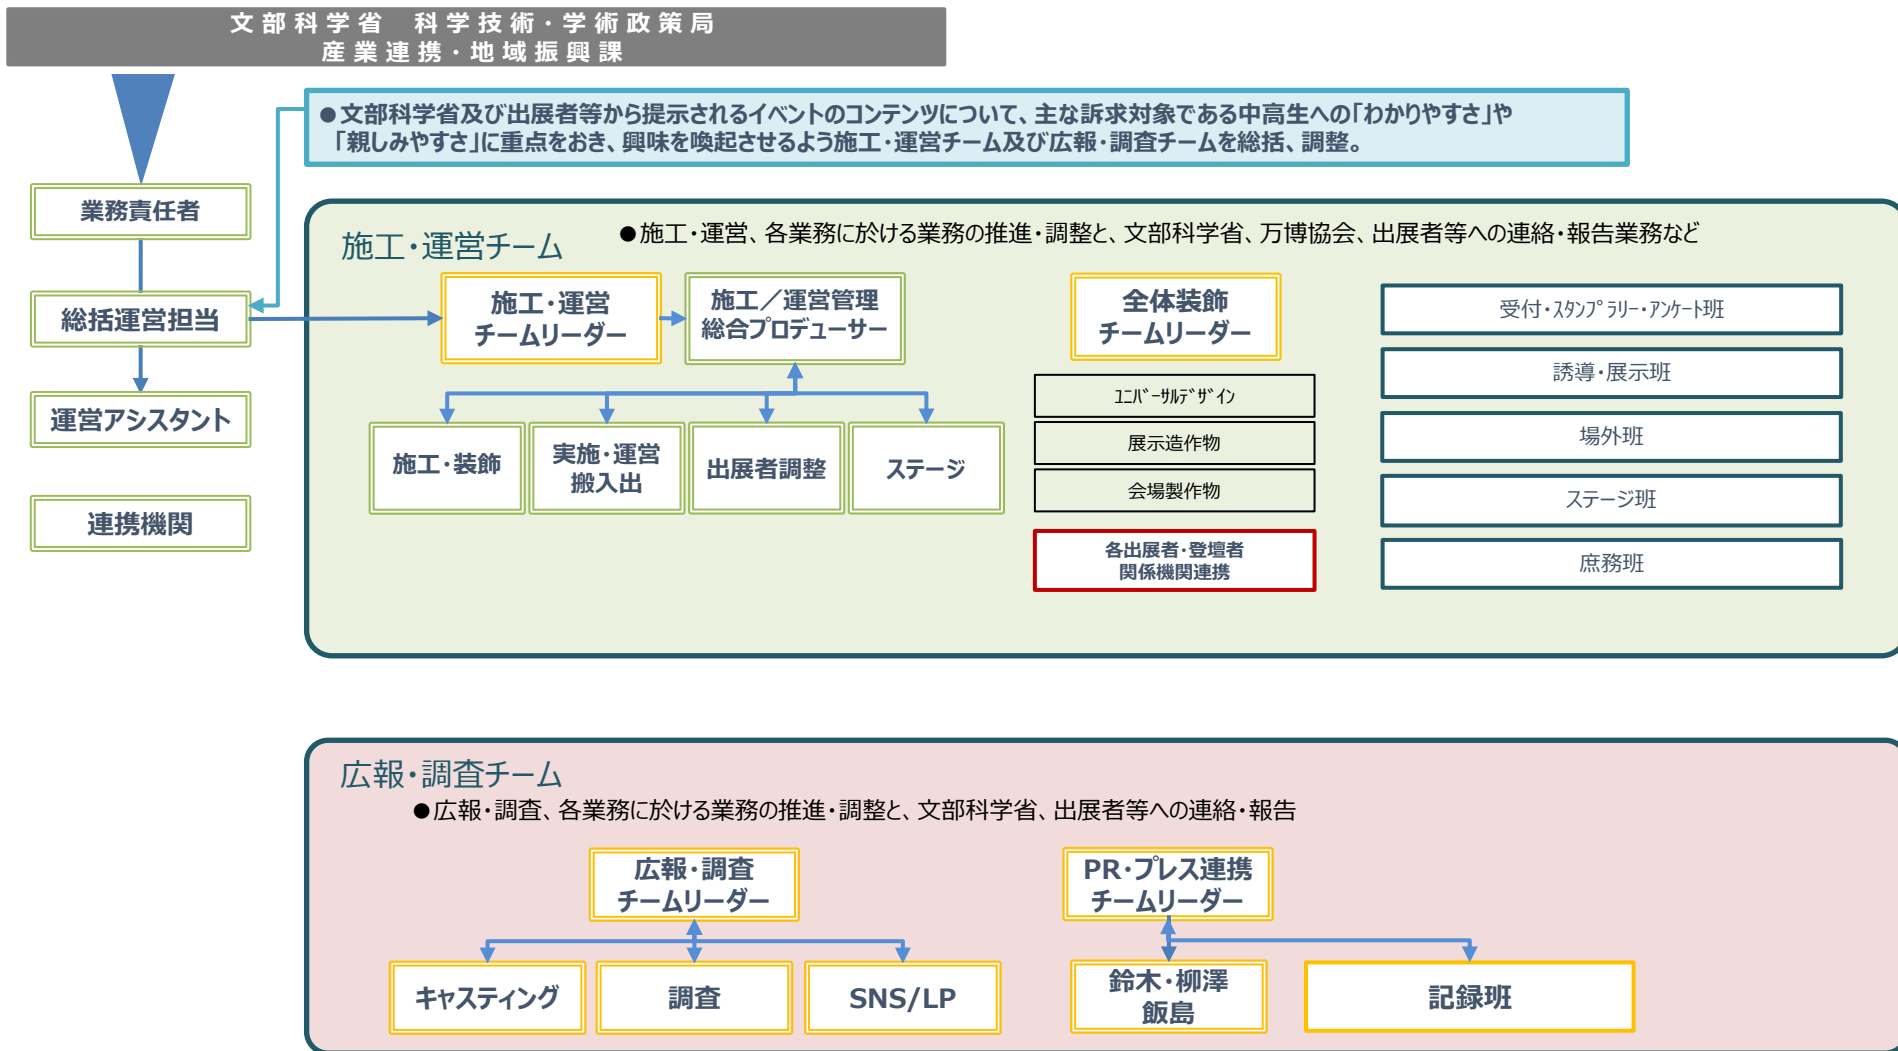 文部科学省　科学技術・学術政策局
産業連携・地域振興課
●文部科学省及び出展者等から提示されるイベントのコンテンツについて、主な訴求対象である中高生への「わかりやすさ」や
「親しみやすさ」に重点をおき、興味を喚起させるよう施工・運営チーム及び広報・調査チームを総括、調整。
業務責任者
総括運営担当
運営アシスタント
連携機関
施工・運営チーム
●施工・運営、各業務に於ける業務の推進・調整と、文部科学省、万博協会、出展者等への連絡・報告業務など
施工・運営
チームリーダー
施工／運営管理
総合プロデューサー
施工・装飾
実施・運営
搬入出
出展者調整
ステージ
全体装飾
チームリーダー
ﾕﾆﾊﾞｰｻﾙﾃﾞｻﾞｲﾝ
展示造作物
会場製作物
各出展者・登壇者
関係機関連携
受付・ｽﾀﾝﾌﾟﾗﾘｰ・ｱﾝｹｰﾄ班
誘導・展示班
場外班
ステージ班
庶務班
広報・調査チーム
●広報・調査、各業務に於ける業務の推進・調整と、文部科学省、出展者等への連絡・報告
広報・調査
チームリーダー
キャスティング
調査
SNS/LP
PR・プレス連携
チームリーダー
鈴木・柳澤
飯島
記録班